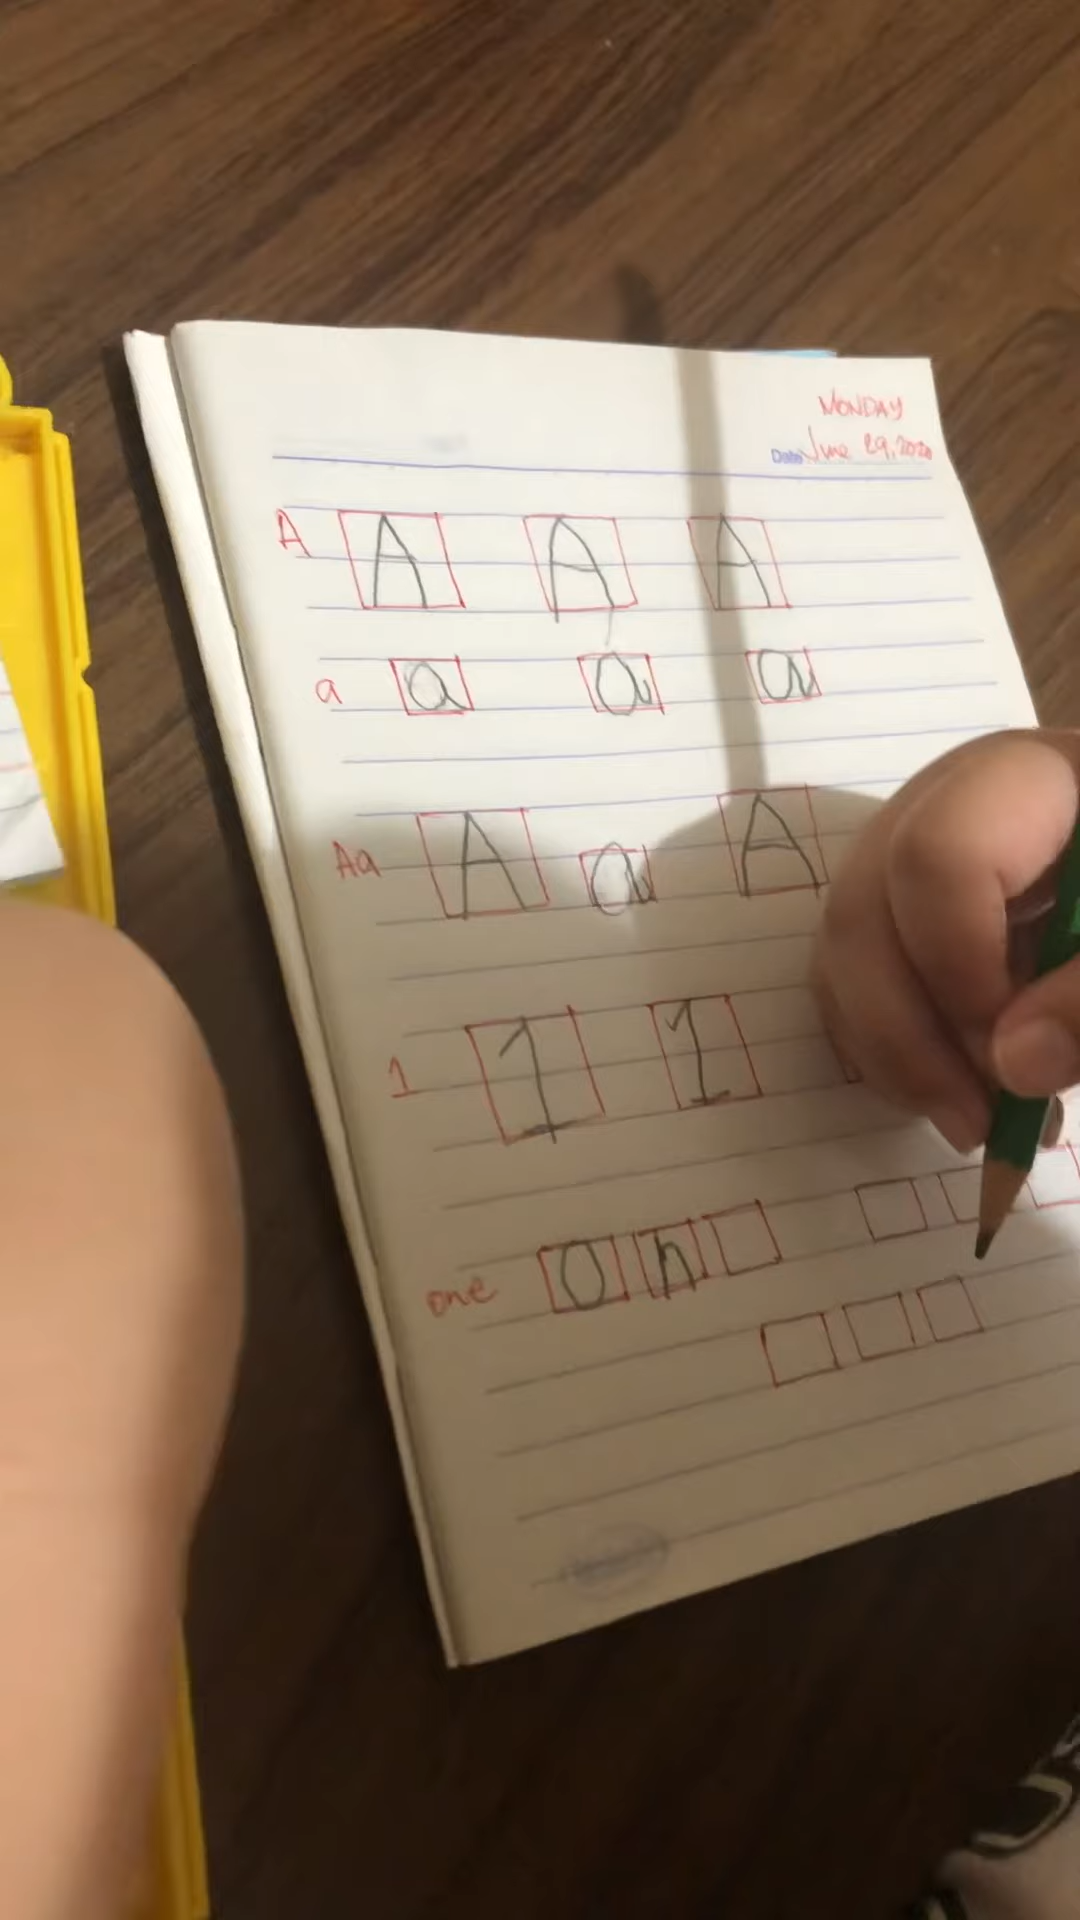 MONDAY
Date June 29, 2020
A A A A
a a a a
Aa A a A
1 1 1
one o n